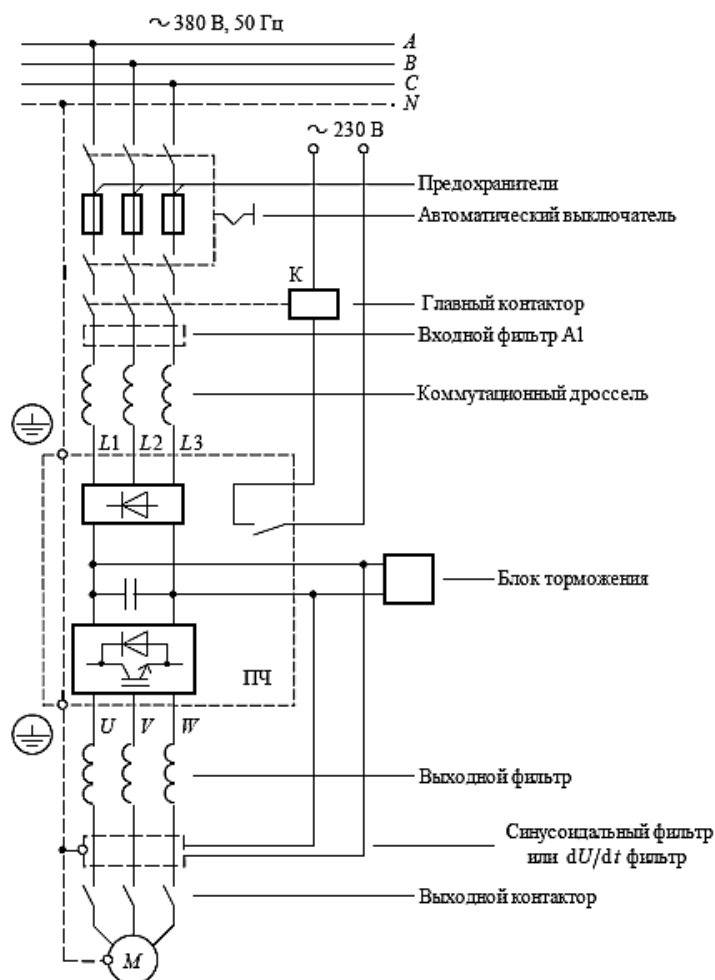 ~ 380 В, 50 Гц
A
B
C
N
~ 230 В
Предохранители
Автоматический выключатель
К
Главный контактор
Входной фильтр А1
Коммутационный дроссель
L1 L2 L3
Блок торможения
ПЧ
U V W
Выходной фильтр
Синусоидальный фильтр
или dU/dt фильтр
Выходной контактор
M